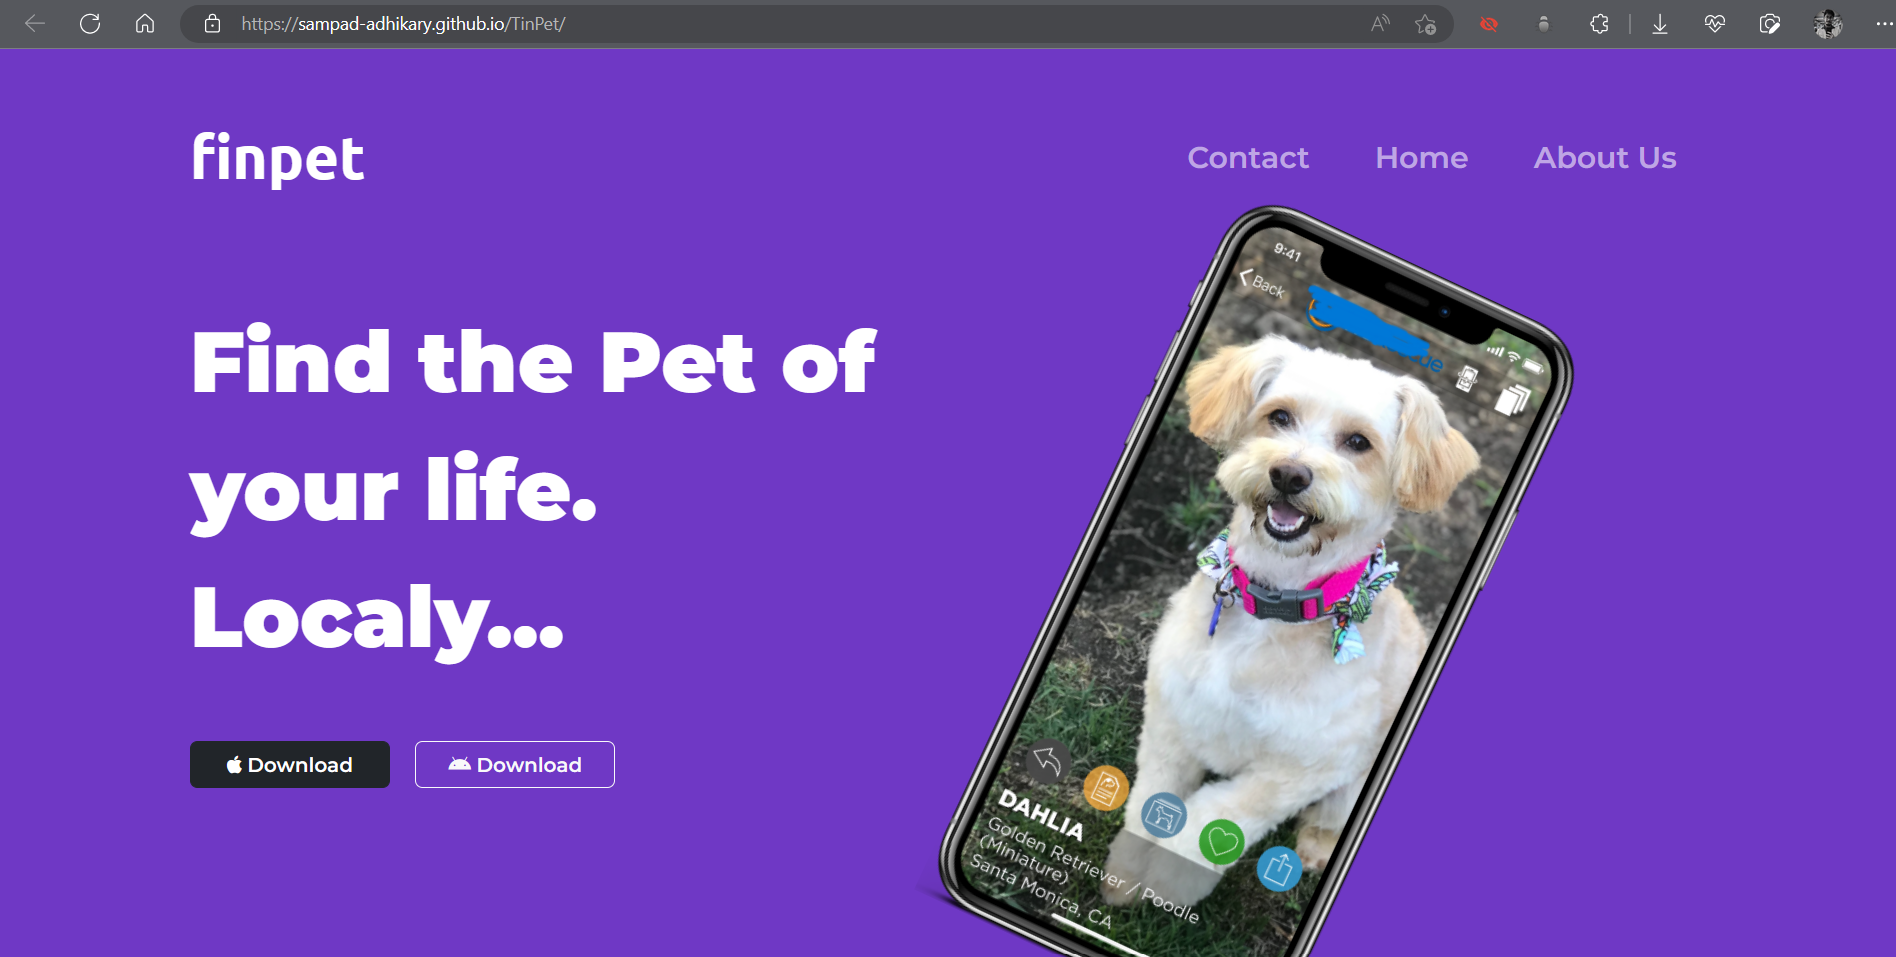 https://sampad-adhikary.github.io/TinPet/
finpet
Contact Home About Us
Find the Pet of
your life.
Localy...
Download Download
9:41
Back
DAHLIA
Golden Retriever / Poodle
(Miniature)
Santa Monica, CA